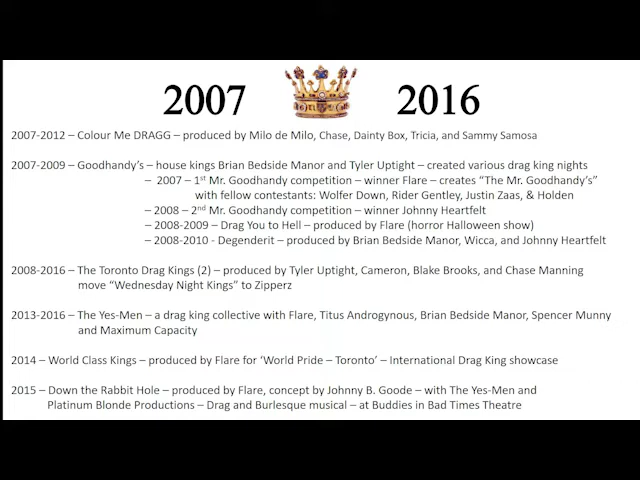 2007 2016
2007-2012 – Colour Me DRAGG – produced by Milo de Milo, Chase, Dainty Box, Tricia, and Sammy Samosa
2007-2009 – Goodhandy's – house kings Brian Bedside Manor and Tyler Uptight – created various drag king nights
– 2007 – 1st Mr. Goodhandy competition – winner Flare – creates "The Mr. Goodhandy's"
with fellow contestants: Wolfer Down, Rider Gentley, Justin Zaas, & Holden
– 2008 – 2nd Mr. Goodhandy competition – winner Johnny Heartfelt
– 2008-2009 – Drag You to Hell – produced by Flare (horror Halloween show)
– 2008-2010 - Degenderit – produced by Brian Bedside Manor, Wicca, and Johnny Heartfelt
2008-2016 – The Toronto Drag Kings (2) – produced by Tyler Uptight, Cameron, Blake Brooks, and Chase Manning
move "Wednesday Night Kings" to Zipperz
2013-2016 – The Yes-Men – a drag king collective with Flare, Titus Androgynous, Brian Bedside Manor, Spencer Munny
and Maximum Capacity
2014 – World Class Kings – produced by Flare for 'World Pride – Toronto' – International Drag King showcase
2015 – Down the Rabbit Hole – produced by Flare, concept by Johnny B. Goode – with The Yes-Men and
Platinum Blonde Productions – Drag and Burlesque musical – at Buddies in Bad Times Theatre